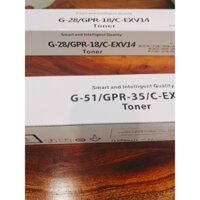 Smart and Intelligent Quality
G-28/GPR-18/C-EXV14
Toner
G-28/GPR-18/C-EXV14
Toner
Smart and Intelligent Quality
G-51/GPR-35/C-EX
Toner